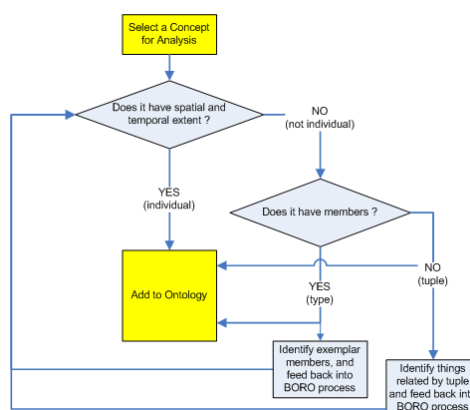 Select a Concept
for Analysis
Does it have spatial and
temporal extent ?
NO
(not individual)
YES
(individual)
Does it have members ?
Add to Ontology
YES
(type)
NO
(tuple)
Identify exemplar
members, and
feed back into
BORO process
Identify things
related by tuple
and feed back into
BORO process